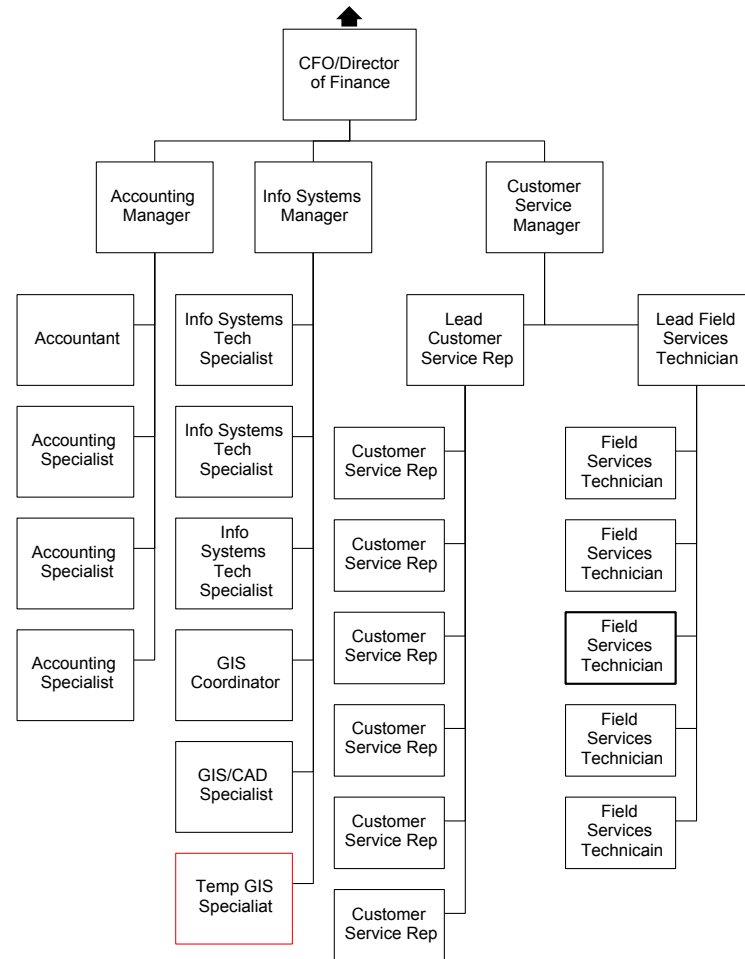 CFO/Director
of Finance
Accounting
Manager
Info Systems
Manager
Customer
Service
Manager
Accountant
Accounting
Specialist
Accounting
Specialist
Accounting
Specialist
Info Systems
Tech
Specialist
Info Systems
Tech
Specialist
Info
Systems
Tech
Specialist
GIS
Coordinator
GIS/CAD
Specialist
Temp GIS
Specialiat
Lead
Customer
Service Rep
Customer
Service Rep
Customer
Service Rep
Customer
Service Rep
Customer
Service Rep
Customer
Service Rep
Customer
Service Rep
Lead Field
Services
Technician
Field
Services
Technician
Field
Services
Technician
Field
Services
Technician
Field
Services
Technician
Field
Services
Technicain